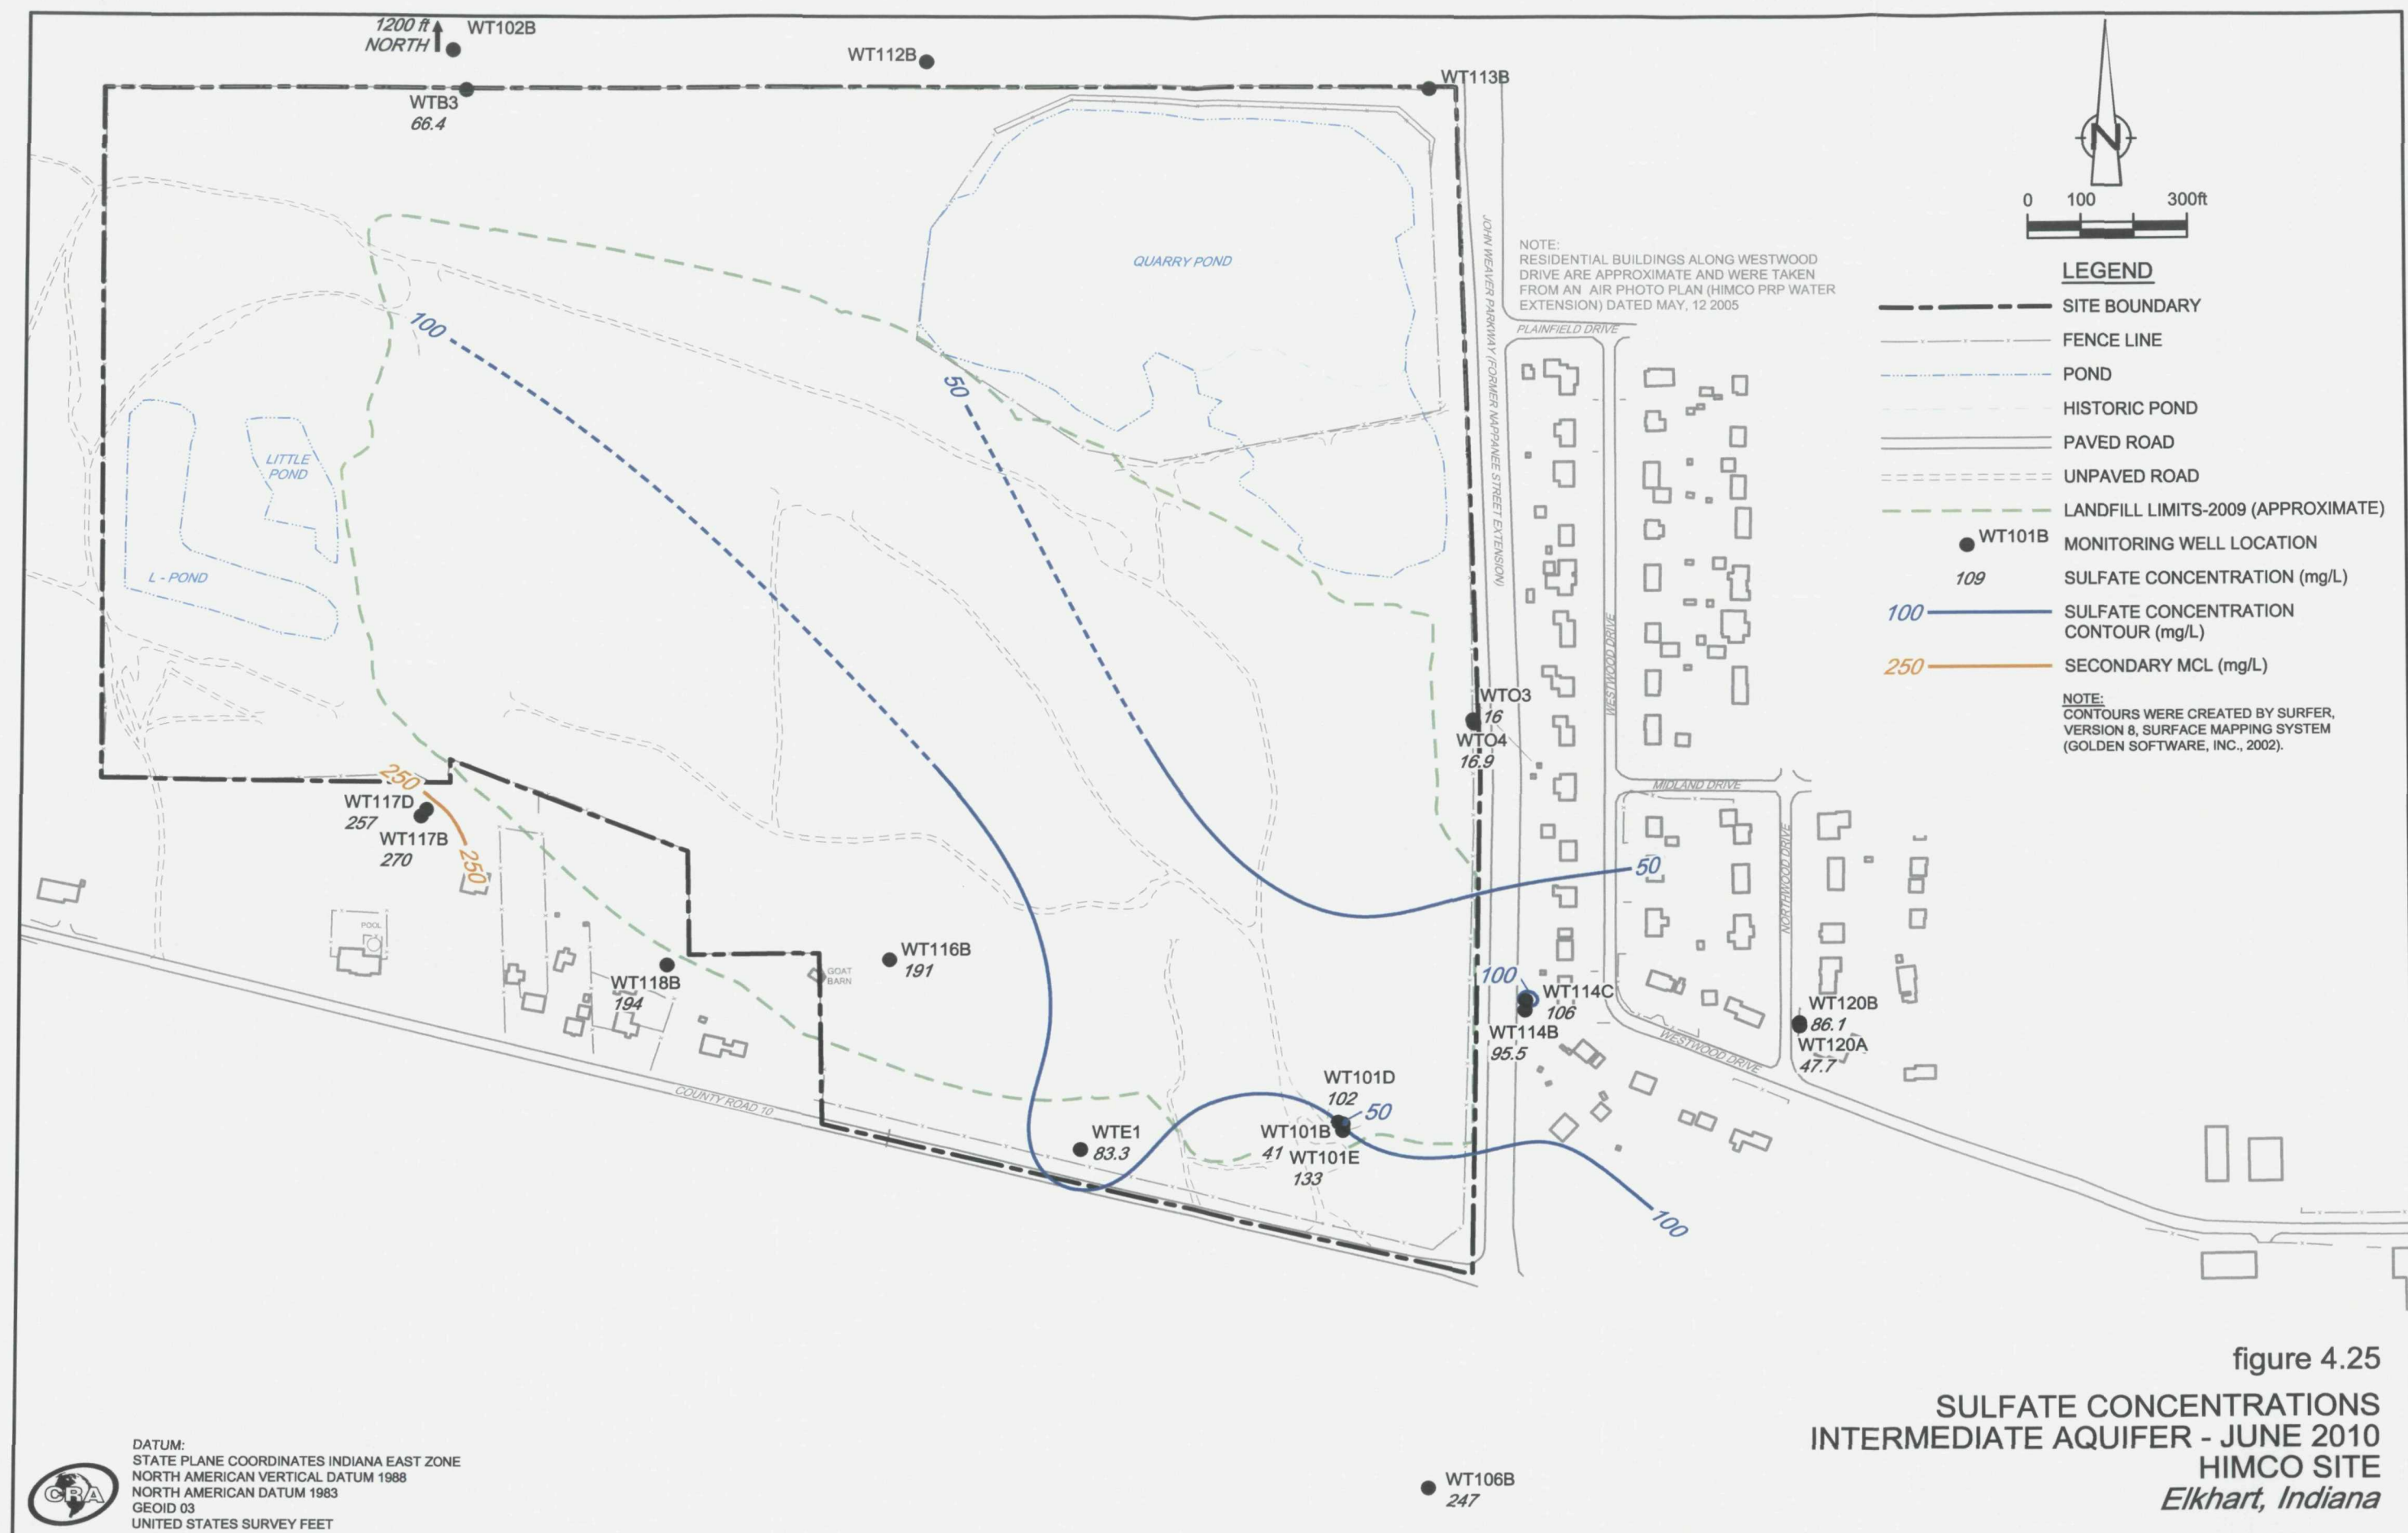 1200 ft
NORTH
WT102B
WT112B
WT113B
WTB3
66.4
N
0 100 300ft
QUARRY POND
JOHN WEAVER PARKWAY (FORMER NAPPANEE STREET EXTENSION)
NOTE:
RESIDENTIAL BUILDINGS ALONG WESTWOOD
DRIVE ARE APPROXIMATE AND WERE TAKEN
FROM AN AIR PHOTO PLAN (HIMCO PRP WATER
EXTENSION) DATED MAY, 12 2005
PLAINFIELD DRIVE
LEGEND
SITE BOUNDARY
FENCE LINE
POND
HISTORIC POND
PAVED ROAD
UNPAVED ROAD
LANDFILL LIMITS-2009 (APPROXIMATE)
WT101B MONITORING WELL LOCATION
109 SULFATE CONCENTRATION (mg/L)
100 SULFATE CONCENTRATION
CONTOUR (mg/L)
250 SECONDARY MCL (mg/L)
NOTE:
CONTOURS WERE CREATED BY SURFER,
VERSION 8, SURFACE MAPPING SYSTEM
(GOLDEN SOFTWARE, INC., 2002).
100
50
LITTLE
POND
L - POND
WESTWOOD DRIVE
WTO3
16
WTO4
16.9
MIDLAND DRIVE
NORTHWOOD DRIVE
250
WT117D
257
WT117B
270
250
50
POOL
WT116B
191
GOAT
BARN
WT118B
194
100
WT114C
106
WT114B
95.5
WT120B
86.1
WT120A
47.7
WESTWOOD DRIVE
COUNTY ROAD 10
WT101D
102
50
WT101B
41
WT101E
133
WTE1
83.3
100
WT106B
247
figure 4.25
SULFATE CONCENTRATIONS
INTERMEDIATE AQUIFER - JUNE 2010
HIMCO SITE
Elkhart, Indiana
CRA
DATUM:
STATE PLANE COORDINATES INDIANA EAST ZONE
NORTH AMERICAN VERTICAL DATUM 1988
NORTH AMERICAN DATUM 1983
GEOID 03
UNITED STATES SURVEY FEET